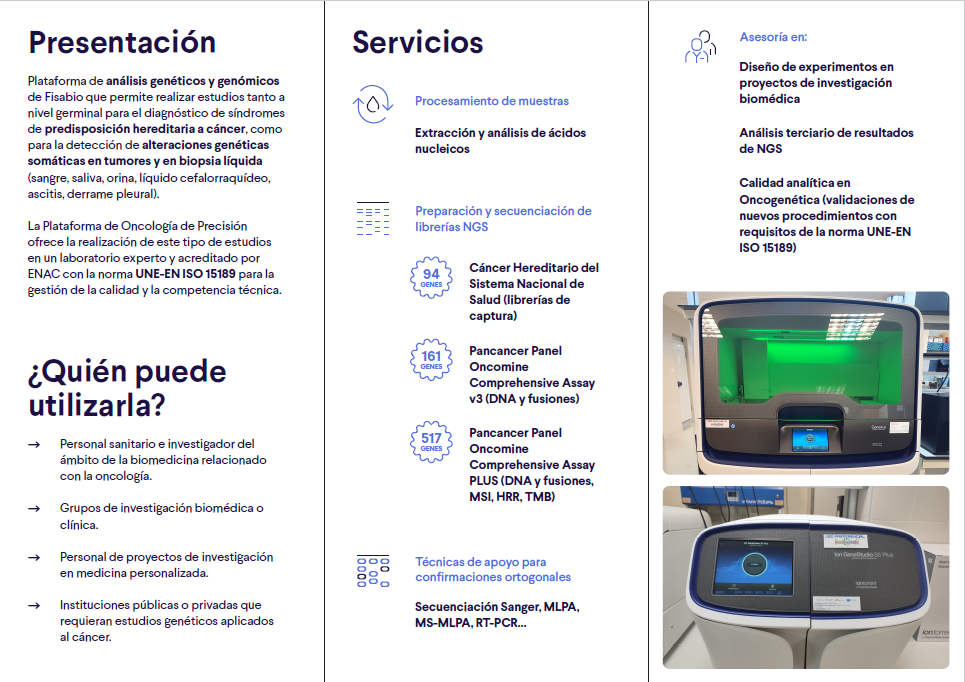 Presentación
Plataforma de análisis genéticos y genómicos
de Fisabio que permite realizar estudios tanto a
nivel germinal para el diagnóstico de síndromes
de predisposición hereditaria a cáncer, como
para la detección de alteraciones genéticas
somáticas en tumores y en biopsia líquida
(sangre, saliva, orina, líquido cefalorraquídeo,
ascitis, derrame pleural).
La Plataforma de Oncología de Precisión
ofrece la realización de este tipo de estudios
en un laboratorio experto y acreditado por
ENAC con la norma UNE-EN ISO 15189 para la
gestión de la calidad y la competencia técnica.
¿Quién puede
utilizarla?
→ Personal sanitario e investigador del
ámbito de la biomedicina relacionado
con la oncología.
→ Grupos de investigación biomédica o
clínica.
→ Personal de proyectos de investigación
en medicina personalizada.
→ Instituciones públicas o privadas que
requieran estudios genéticos aplicados
al cáncer.
Servicios
Procesamiento de muestras
Extracción y análisis de ácidos
nucleicos
Preparación y secuenciación de
librerías NGS
94
GENES
Cáncer Hereditario del
Sistema Nacional de
Salud (librerías de
captura)
161
GENES
Pancancer Panel
Oncomine
Comprehensive Assay
v3 (DNA y fusiones)
517
GENES
Pancancer Panel
Oncomine
Comprehensive Assay
PLUS (DNA y fusiones,
MSI, HRR, TMB)
Técnicas de apoyo para
confirmaciones ortogonales
Secuenciación Sanger, MLPA,
MS-MLPA, RT-PCR...
Asesoría en:
Diseño de experimentos en
proyectos de investigación
biomédica
Análisis terciario de resultados
de NGS
Calidad analítica en
Oncogenética (validaciones de
nuevos procedimientos con
requisitos de la norma UNE-EN
ISO 15189)
Genexus
USO PREFERENCIAL
Ion GeneStudio S5 Plus
iontorrent
iontorrent